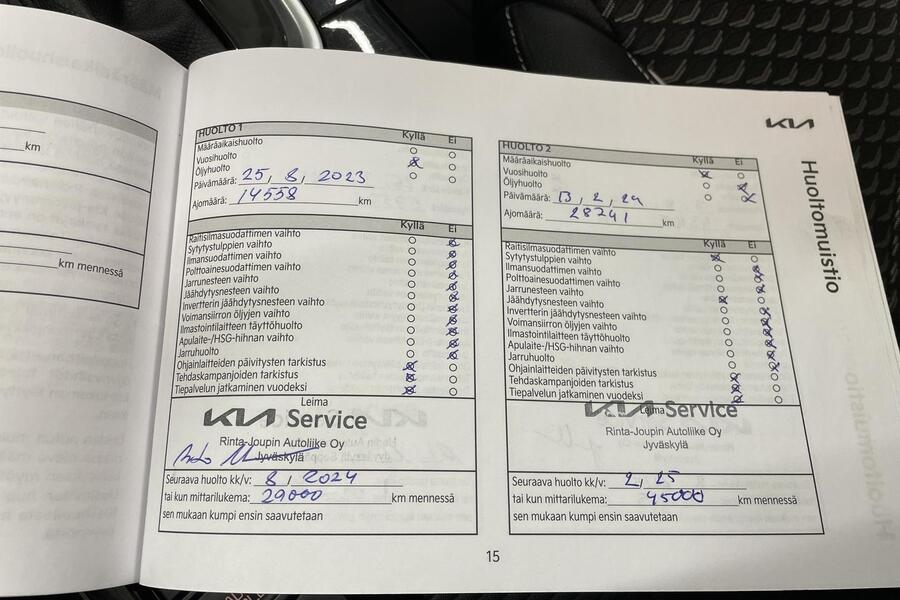 km
km mennessä
KIA
Huoltomuistio
HUOLTO 1 Kyllä Ei
Määräaikaishuolto
Vuosihuolto
Öljyhuolto
Päivämäärä: 25, 8, 2023
Ajomäärä: 14558 km
Kyllä Ei
Raitisilmasuodattimen vaihto
Sytytystulppien vaihto
Ilmansuodattimen vaihto
Polttoainesuodattimen vaihto
Jarrunesteen vaihto
Jäähdytysnesteen vaihto
Invertterin jäähdytysnesteen vaihto
Voimansiirron öljyjen vaihto
Ilmastointilaitteen täyttöhuolto
Apulaite-/HSG-hihnan vaihto
Jarruhuolto
Ohjainlaitteiden päivitysten tarkistus
Tehdaskampanjoiden tarkistus
Tiepalvelun jatkaminen vuodeksi
Leima
KIA Service
Rinta-Joupin Autoliike Oy
Jyväskylä
Seuraava huolto kk/v: 8, 2024
tai kun mittarilukema: 29000 km mennessä
sen mukaan kumpi ensin saavutetaan
HUOLTO 2 Kyllä Ei
Määräaikaishuolto
Vuosihuolto
Öljyhuolto
Päivämäärä: 13, 2, 24
Ajomäärä: 28241 km
Kyllä Ei
Raitisilmasuodattimen vaihto
Sytytystulppien vaihto
Ilmansuodattimen vaihto
Polttoainesuodattimen vaihto
Jarrunesteen vaihto
Jäähdytysnesteen vaihto
Invertterin jäähdytysnesteen vaihto
Voimansiirron öljyjen vaihto
Ilmastointilaitteen täyttöhuolto
Apulaite-/HSG-hihnan vaihto
Jarruhuolto
Ohjainlaitteiden päivitysten tarkistus
Tehdaskampanjoiden tarkistus
Tiepalvelun jatkaminen vuodeksi
Leima
KIA Service
Rinta-Joupin Autoliike Oy
Jyväskylä
Seuraava huolto kk/v: 2, 25
tai kun mittarilukema: 45000 km mennessä
sen mukaan kumpi ensin saavutetaan
15